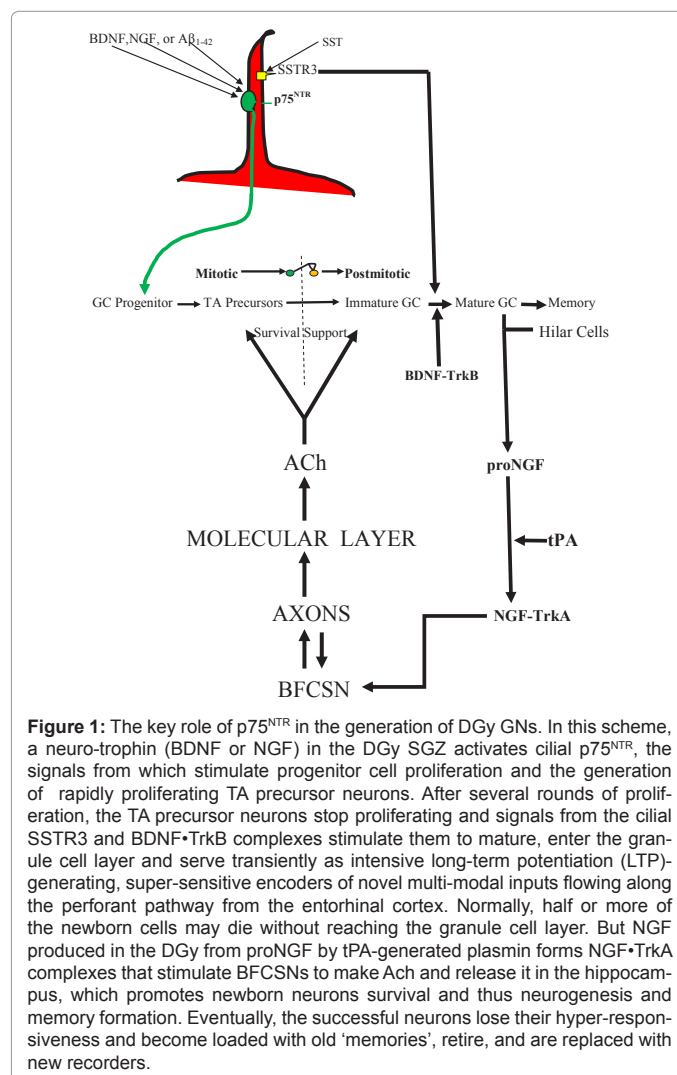 BDNF,NGF, or Aβ₁₋₄₂
SST
SSTR3
p75ᴺᵀᴿ
Mitotic
Postmitotic
GC Progenitor
TA Precursors
Immature GC
Mature GC
Memory
Survival Support
Hilar Cells
BDNF-TrkB
ACh
proNGF
MOLECULAR LAYER
tPA
AXONS
NGF-TrkA
BFCSN
Figure 1: The key role of p75ᴺᵀᴿ in the generation of DGy GNs. In this scheme,
a neuro-trophin (BDNF or NGF) in the DGy SGZ activates cilial p75ᴺᵀᴿ, the
signals from which stimulate progenitor cell proliferation and the generation
of rapidly proliferating TA precursor neurons. After several rounds of prolif-
eration, the TA precursor neurons stop proliferating and signals from the cilial
SSTR3 and BDNF•TrkB complexes stimulate them to mature, enter the gran-
ule cell layer and serve transiently as intensive long-term potentiation (LTP)-
generating, super-sensitive encoders of novel multi-modal inputs flowing along
the perforant pathway from the entorhinal cortex. Normally, half or more of
the newborn cells may die without reaching the granule cell layer. But NGF
produced in the DGy from proNGF by tPA-generated plasmin forms NGF•TrkA
complexes that stimulate BFCSNs to make Ach and release it in the hippocam-
pus, which promotes newborn neurons survival and thus neurogenesis and
memory formation. Eventually, the successful neurons lose their hyper-respon-
siveness and become loaded with old ‘memories’, retire, and are replaced with
new recorders.